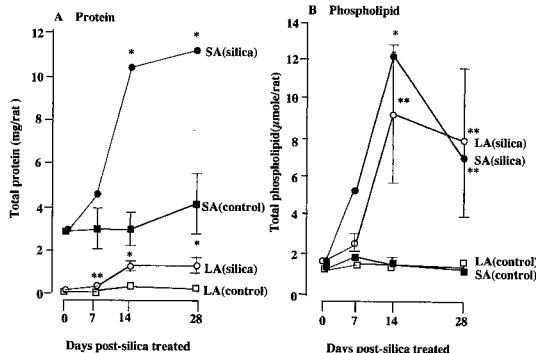 A Protein
12
10
8
6
4
2
0
Total protein (mg/rat)
*
*
SA(silica)
SA(control)
*
*
**
LA(silica)
LA(control)
0 7 14 28
Days post-silica treated
B Phospholipid
14
12
10
8
6
4
2
0
Total phospholipid(μmole/rat)
*
**
**
LA(silica)
SA(silica)
**
LA(control)
SA(control)
0 7 14 28
Days post-silica treated